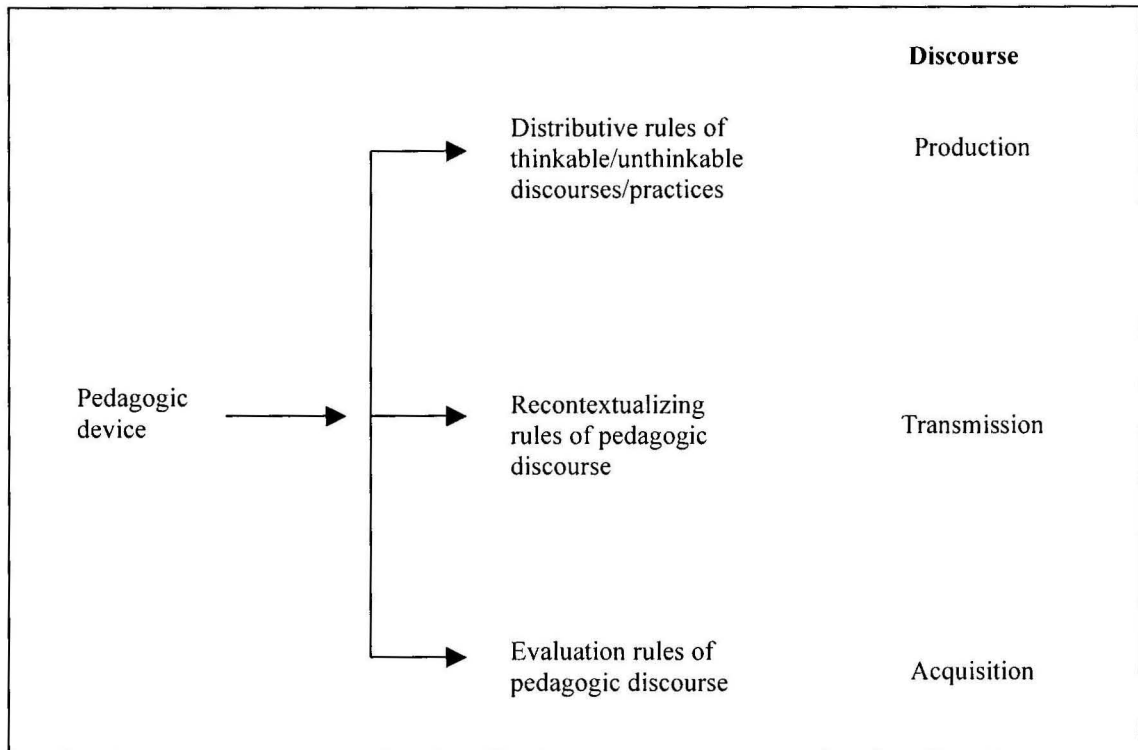 Discourse
Distributive rules of
thinkable/unthinkable
discourses/practices
Production
Pedagogic
device
Recontextualizing
rules of pedagogic
discourse
Transmission
Evaluation rules of
pedagogic discourse
Acquisition